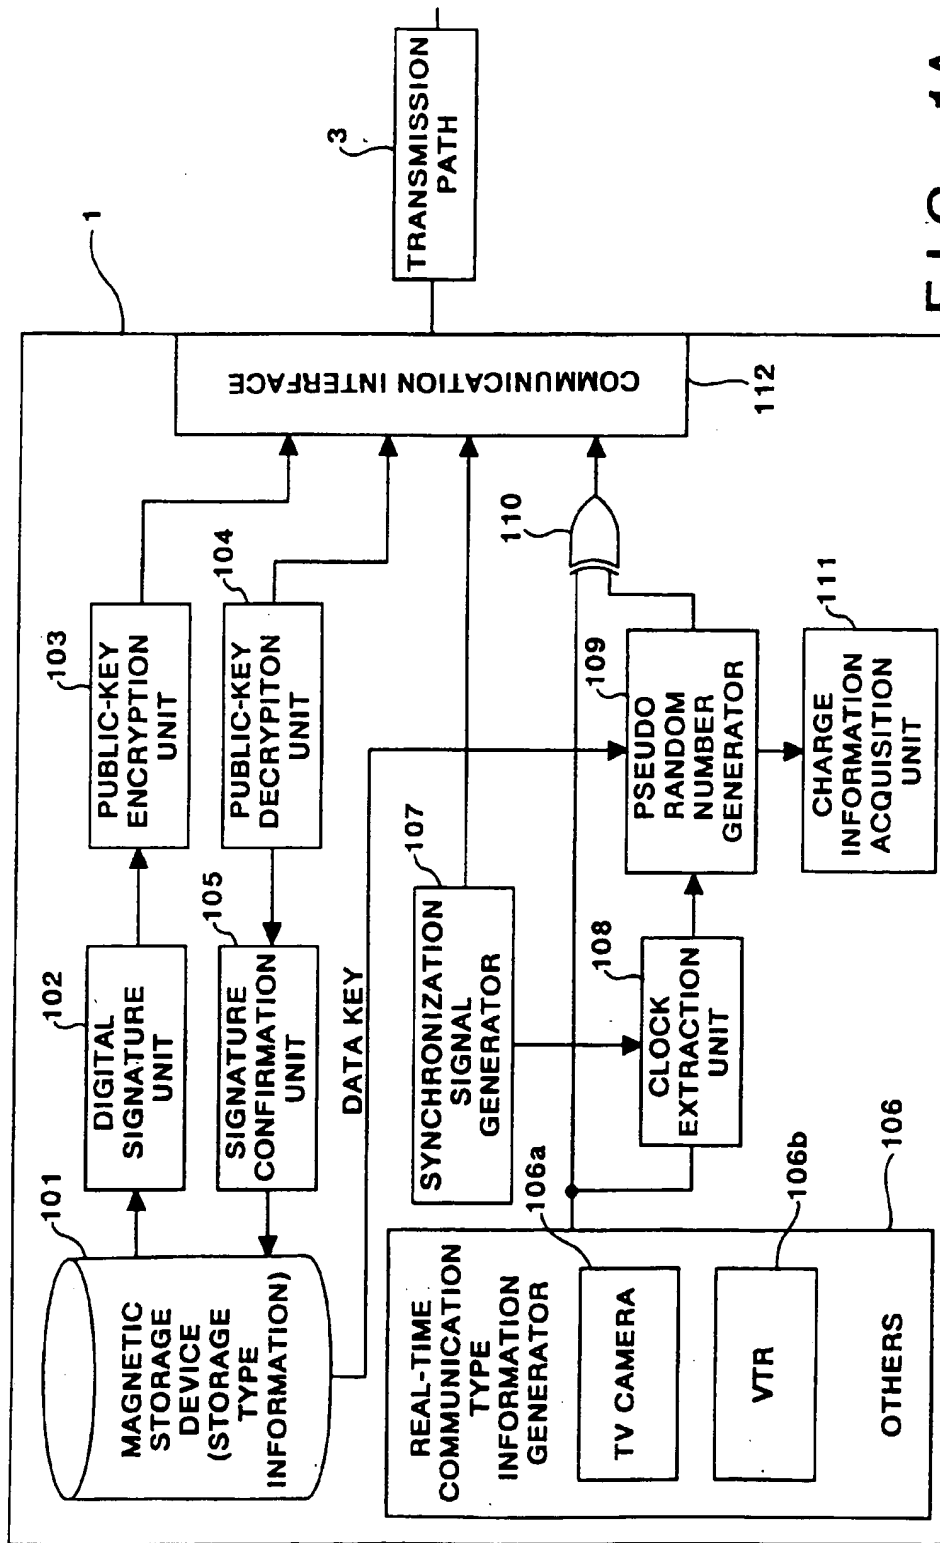 101
MAGNETIC
STORAGE
DEVICE
(STORAGE
TYPE
INFORMATION)
102
DIGITAL
SIGNATURE
UNIT
103
PUBLIC-KEY
ENCRYPTION
UNIT
104
PUBLIC-KEY
DECRYPITON
UNIT
105
SIGNATURE
CONFIRMATION
UNIT
DATA KEY
1
3
TRANSMISSION
PATH
COMMUNICATION INTERFACE
112
107
SYNCHRONIZATION
SIGNAL
GENERATOR
108
CLOCK
EXTRACTION
UNIT
109
PSEUDO
RANDOM
NUMBER
GENERATOR
110
111
CHARGE
INFORMATION
ACQUISITION
UNIT
REAL-TIME
COMMUNICATION
TYPE
INFORMATION
GENERATOR
106a
TV CAMERA
106b
VTR
OTHERS
106